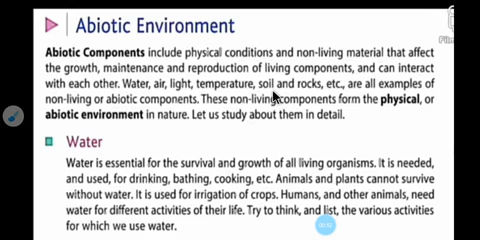 Abiotic Environment
Abiotic Components include physical conditions and non-living material that affect
the growth, maintenance and reproduction of living components, and can interact
with each other. Water, air, light, temperature, soil and rocks, etc., are all examples of
non-living or abiotic components. These non-living components form the physical, or
abiotic environment in nature. Let us study about them in detail.
Water
Water is essential for the survival and growth of all living organisms. It is needed,
and used, for drinking, bathing, cooking, etc. Animals and plants cannot survive
without water. It is used for irrigation of crops. Humans, and other animals, need
water for different activities of their life. Try to think, and list, the various activities
for which we use water.